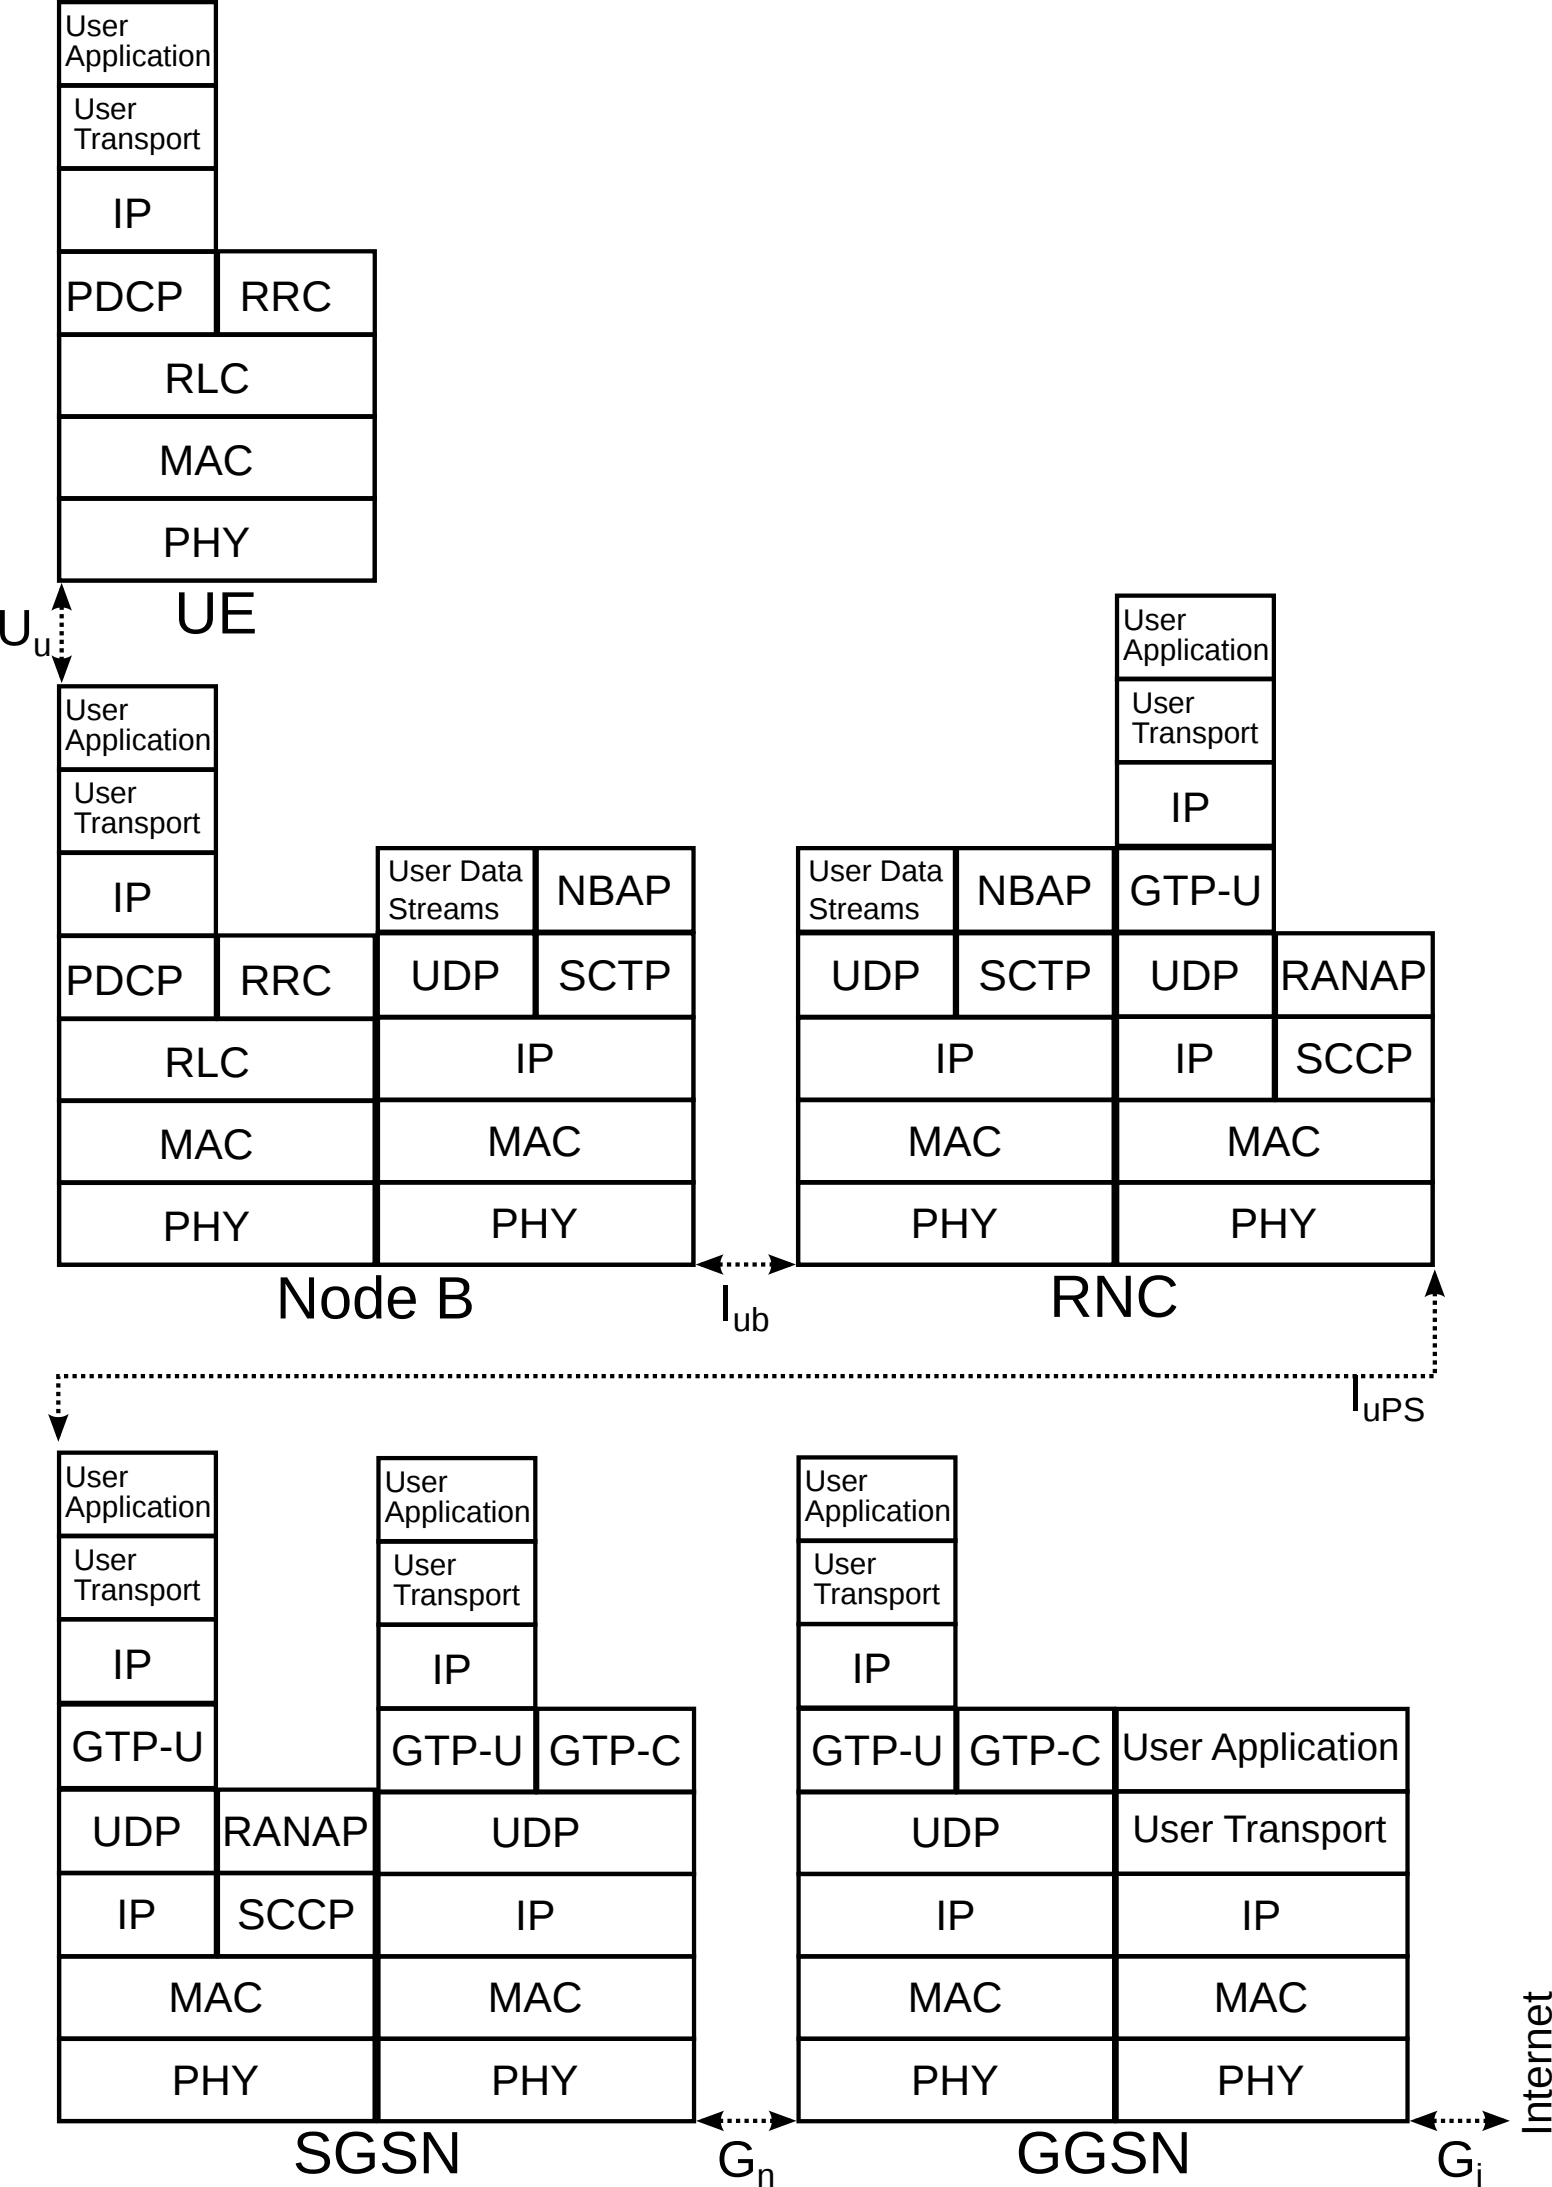 User
Application
User
Transport
IP
PDCP RRC
RLC
MAC
PHY
UE
Uu
User
Application
User
Transport
IP
PDCP RRC
RLC
MAC
PHY
User Data
Streams
NBAP
UDP SCTP
IP
MAC
PHY
Node B
Iub
User Data
Streams
NBAP
UDP SCTP
IP
MAC
PHY
User
Application
User
Transport
IP
GTP-U
UDP RANAP
IP SCCP
MAC
PHY
RNC
IuPS
User
Application
User
Transport
IP
GTP-U
UDP RANAP
IP SCCP
MAC
PHY
User
Application
User
Transport
IP
GTP-U GTP-C
UDP
IP
MAC
PHY
SGSN
Gn
User
Application
User
Transport
IP
GTP-U GTP-C
UDP
IP
MAC
PHY
User Application
User Transport
IP
MAC
PHY
GGSN
Gi
Internet